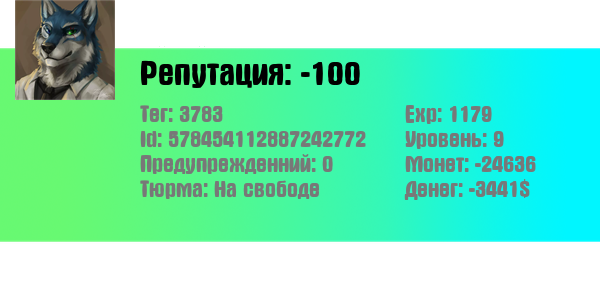 Репутация: -100
Тег: 3783
Id: 578454112887242772
Предупрежденний: 0
Тюрма: На свободе
Exp: 1179
Уровень: 9
Монет: -24636
Денег: -3441$